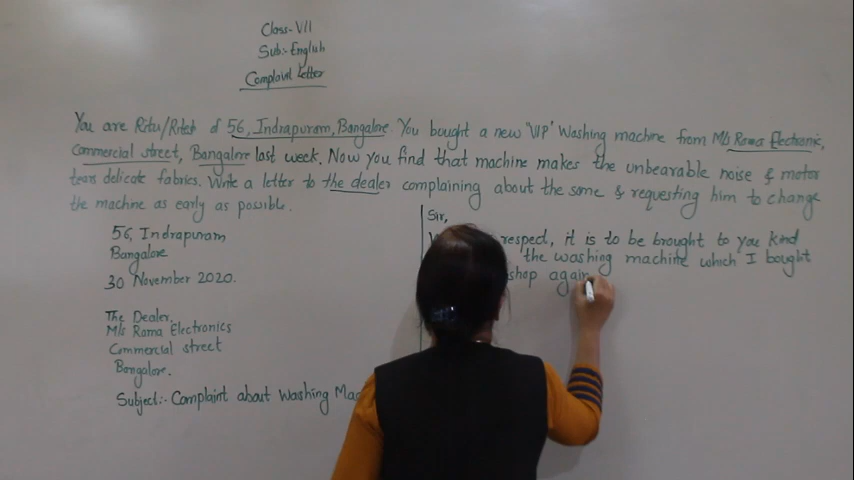 Class-VII
Sub:-English
Complaint Letter
You are Ritu/Ritesh of 56, Indrapuram, Bangalore. You bought a new 'VIP' Washing machine from M/s Rama Electronic,
Commercial street, Bangalore last week. Now you find that machine makes the unbearable noise & motor
tears delicate fabrics. Write a letter to the dealer complaining about the same & requesting him to change
the machine as early as possible.
56, Indrapuram
Bangalore
30 November 2020.
The Dealer,
M/s Rama Electronics
Commercial street
Bangalore.
Subject:- Complaint about Washing Mac
Sir,
respect, it is to be brought to you kind
the washing machine which I bought
shop again